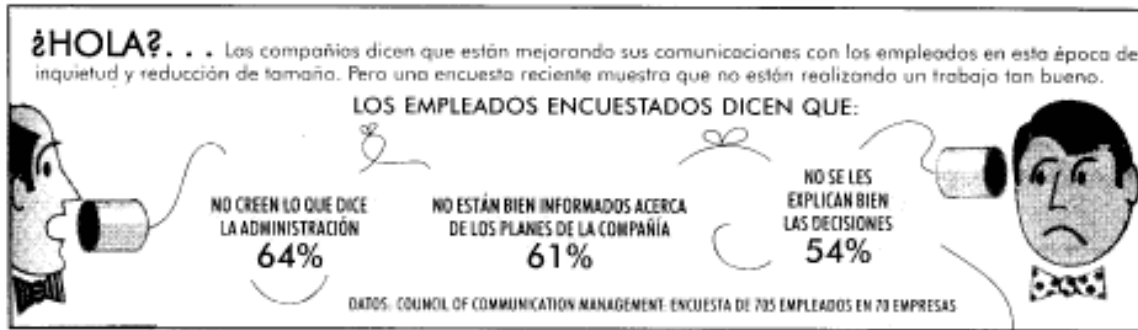 ¿HOLA?. . . Las compañías dicen que están mejorando sus comunicaciones con los empleados en esta época de
inquietud y reducción de tamaño. Pero una encuesta reciente muestra que no están realizando un trabajo tan bueno.
LOS EMPLEADOS ENCUESTADOS DICEN QUE:
NO CREEN LO QUE DICE
LA ADMINISTRACIÓN
64%
NO ESTÁN BIEN INFORMADOS ACERCA
DE LOS PLANES DE LA COMPAÑÍA
61%
NO SE LES
EXPLICAN BIEN
LAS DECISIONES
54%
DATOS: COUNCIL OF COMMUNICATION MANAGEMENT: ENCUESTA DE 705 EMPLEADOS EN 70 EMPRESAS